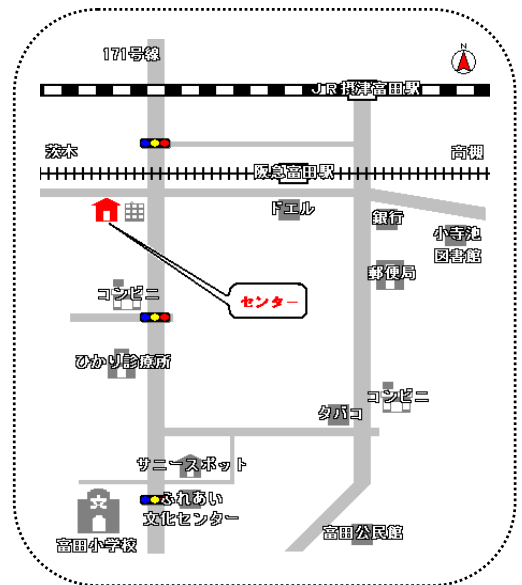 171号線
N
JR摂津富田駅
茨木
高槻
阪急富田駅
ドエル
銀行
小寺池
図書館
郵便局
コンビニ
センター
ひかり診療所
タバコ
コンビニ
サニースポット
ふれあい
文化センター
文
富田小学校
富田公民館